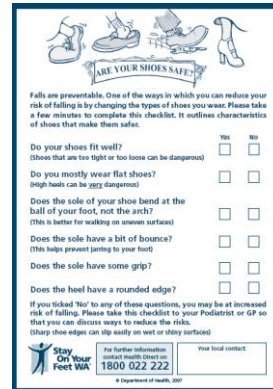 ARE YOUR SHOES SAFE?
Falls are preventable. One of the ways in which you can reduce your
risk of falling is by changing the types of shoes you wear. Please take
a few minutes to complete this checklist. It outlines characteristics
of shoes that make them safer.
Yes No
Do your shoes fit well?
(Shoes that are too tight or too loose can be dangerous)
Do you mostly wear flat shoes?
(High heels can be very dangerous)
Does the sole of your shoe bend at the
ball of your foot, not the arch?
(This is better for walking on uneven surfaces)
Does the sole have a bit of bounce?
(This helps prevent jarring to your foot)
Does the sole have some grip?
Does the heel have a rounded edge?
If you ticked 'No' to any of these questions, you may be at increased
risk of falling. Please take this checklist to your Podiatrist or GP so
that you can discuss ways to reduce the risks.
(Sharp shoe edges can slip easily on wet or shiny surfaces)
Stay
On Your
Feet WA
For further information
contact Health Direct on
1800 022 222
Your local contact
© Department of Health, 2007